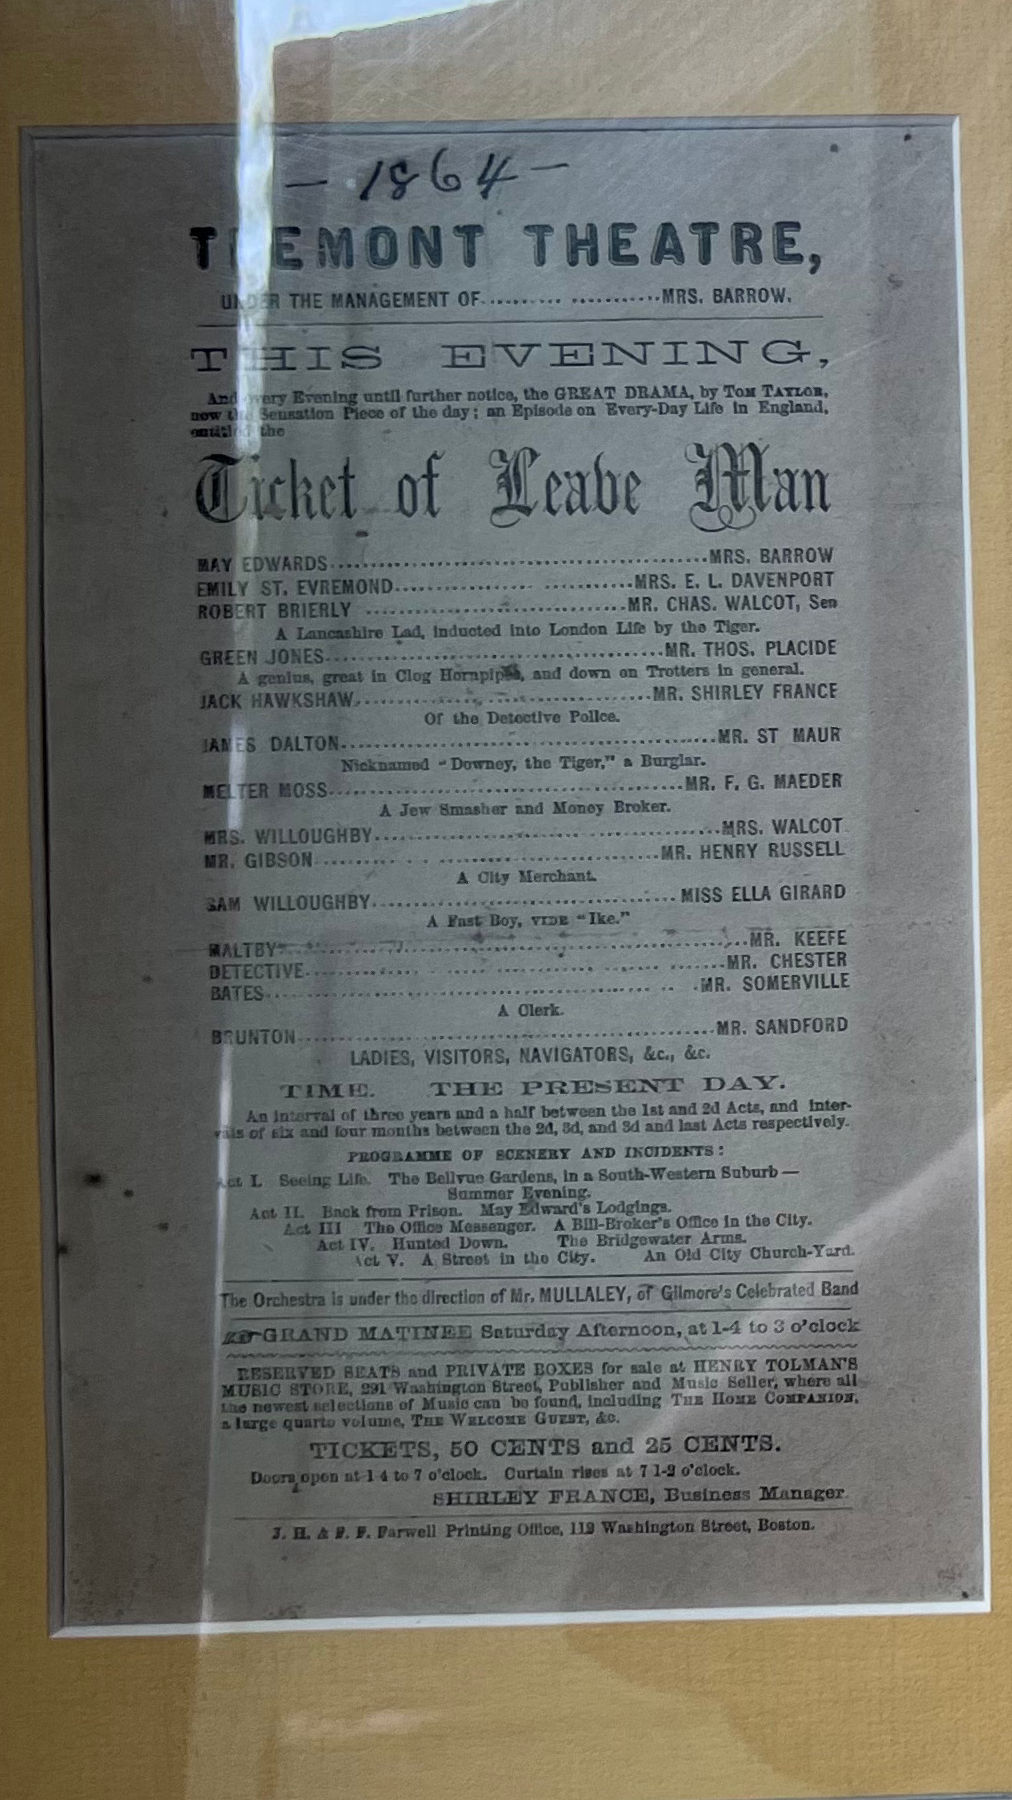 - 1864 -
TREMONT THEATRE,
UNDER THE MANAGEMENT OF.......... ...........MRS. BARROW.
THIS EVENING,
And every Evening until further notice, the GREAT DRAMA, by TOM TAYLOR,
now the Sensation Piece of the day; an Episode on Every-Day Life in England,
entitled the
Ticket of Leave Man
MAY EDWARDS..........MRS. BARROW
EMILY ST. EVREMOND.......... ..........MRS. E. L. DAVENPORT
ROBERT BRIERLY ..........MR. CHAS. WALCOT, Sen
A Lancashire Lad, inducted into London Life by the Tiger.
GREEN JONES..........MR. THOS. PLACIDE
A genius, great in Clog Hornpipes, and down on Trotters in general.
JACK HAWKSHAW..........MR. SHIRLEY FRANCE
Of the Detective Police.
JAMES DALTON..........MR. ST MAUR
Nicknamed "Downey, the Tiger," a Burglar.
MELTER MOSS..........MR. F. G. MAEDER
A Jew Smasher and Money Broker.
MRS. WILLOUGHBY..........MRS. WALCOT
MR. GIBSON..........MR. HENRY RUSSELL
A City Merchant.
SAM WILLOUGHBY..........MISS ELLA GIRARD
A Fast Boy, VIDE "Ike."
MALTBY..........MR. KEEFE
DETECTIVE..........MR. CHESTER
BATES..........MR. SOMERVILLE
A Clerk.
BRUNTON..........MR. SANDFORD
LADIES, VISITORS, NAVIGATORS, &c., &c.
TIME. THE PRESENT DAY.
An interval of three years and a half between the 1st and 2d Acts, and inter-
vals of six and four months between the 2d, 3d, and 3d and last Acts respectively.
PROGRAMME OF SCENERY AND INCIDENTS:
Act I. Seeing Life. The Bellvue Gardens, in a South-Western Suburb —
Summer Evening.
Act II. Back from Prison. May Edward's Lodgings.
Act III The Office Messenger. A Bill-Broker's Office in the City.
Act IV. Hunted Down. The Bridgewater Arms.
Act V. A Street in the City. An Old City Church-Yard.
The Orchestra is under the direction of Mr. MULLALEY, of Gilmore's Celebrated Band
GRAND MATINEE Saturday Afternoon, at 1-4 to 3 o'clock
RESERVED SEATS and PRIVATE BOXES for sale at HENRY TOLMAN'S
MUSIC STORE, 291 Washington Street, Publisher and Music Seller, where all
the newest selections of Music can be found, including THE HOME COMPANION,
a large quarto volume, THE WELCOME GUEST, &c.
TICKETS, 50 CENTS and 25 CENTS.
Doors open at 1 4 to 7 o'clock. Curtain rises at 7 1-2 o'clock.
SHIRLEY FRANCE, Business Manager.
J. H. & F. F. Farwell Printing Office, 112 Washington Street, Boston.